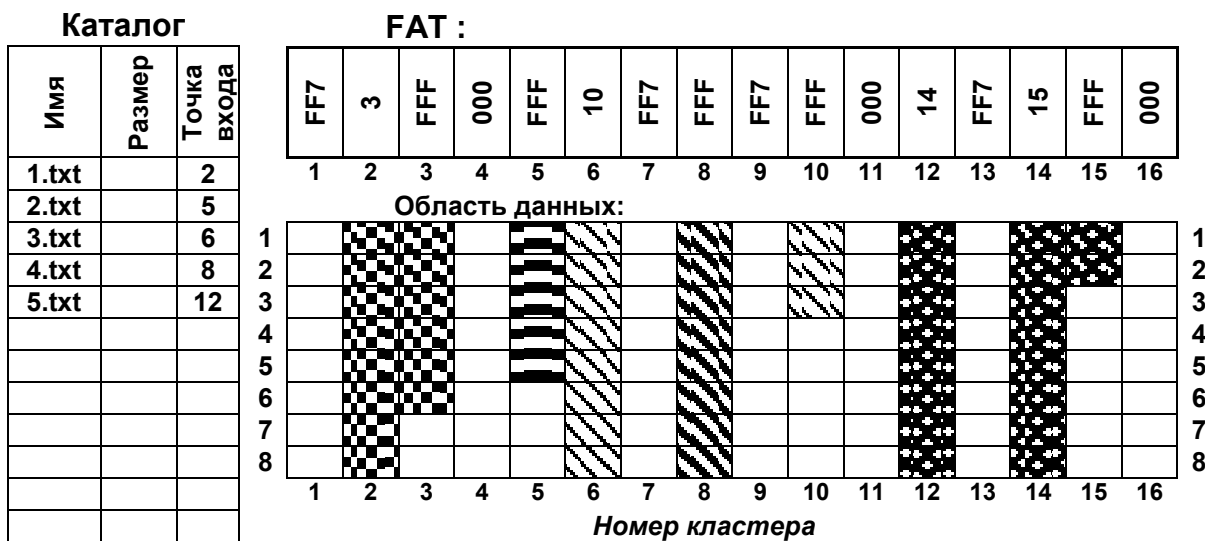 Каталог
FAT :
Имя Размер Точка входа
FF7 3 FFF 000 FFF 10 FF7 FFF FF7 FFF 000 14 FF7 15 FFF 000
1 2 3 4 5 6 7 8 9 10 11 12 13 14 15 16
1.txt 2
2.txt 5
Область данных:
3.txt 6 1 1
4.txt 8 2 2
5.txt 12 3 3
4 4
5 5
6 6
7 7
8 8
1 2 3 4 5 6 7 8 9 10 11 12 13 14 15 16
Номер кластера